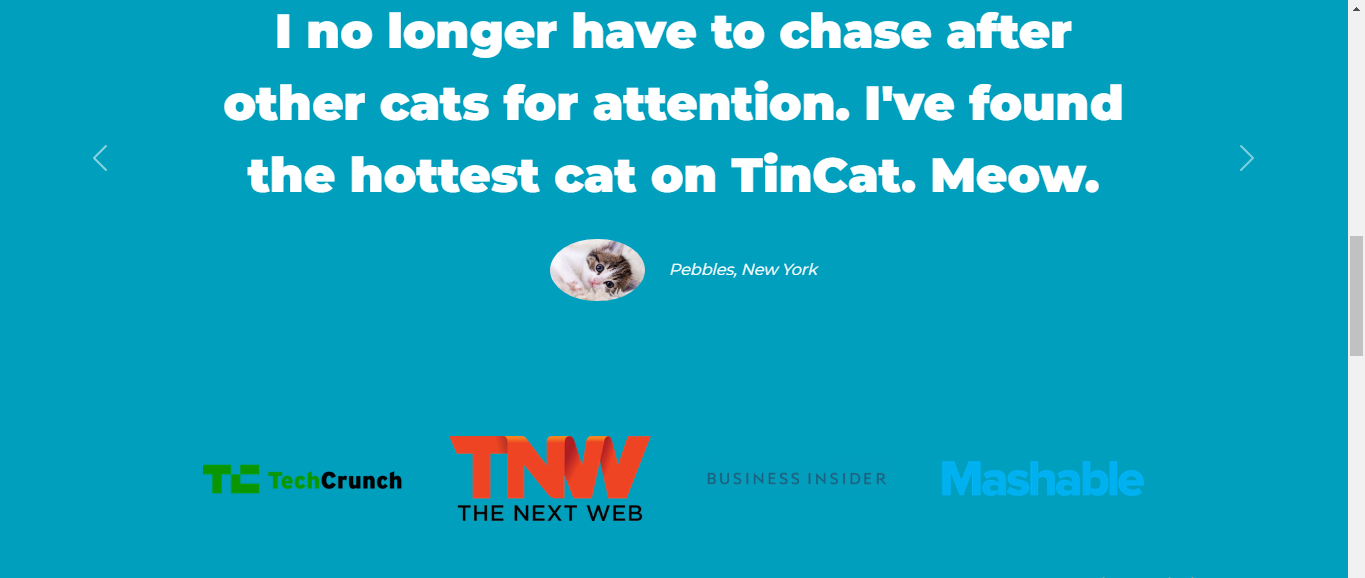 I no longer have to chase after
other cats for attention. I've found
the hottest cat on TinCat. Meow.
Pebbles, New York
TC TechCrunch
TNW
THE NEXT WEB
BUSINESS INSIDER
Mashable